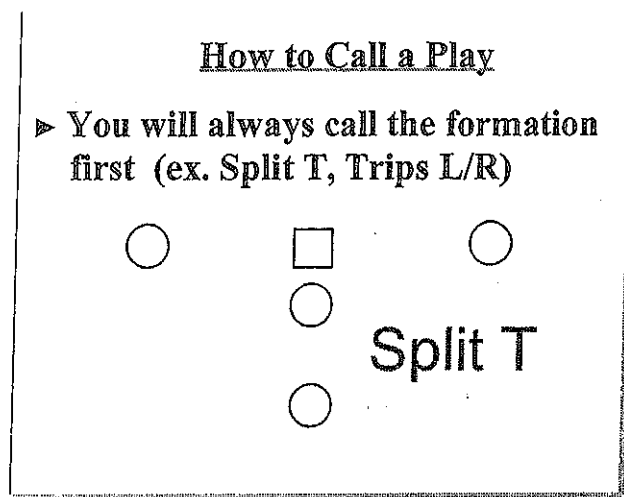 How to Call a Play
▶ You will always call the formation
first (ex. Split T, Trips L/R)
Split T